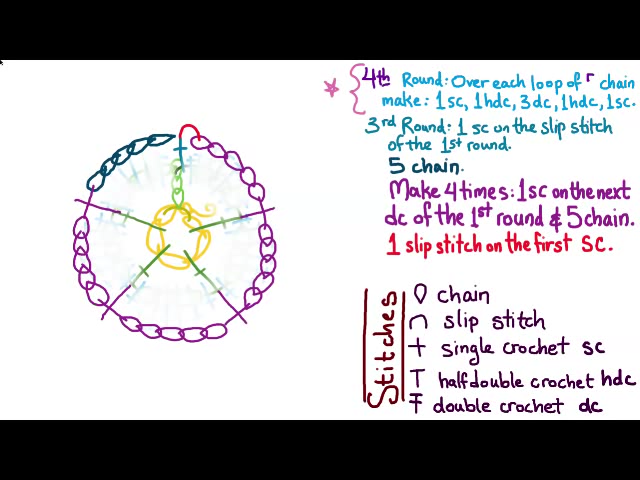 4th Round: Over each loop of r chain
make: 1sc, 1hdc, 3dc, 1hdc, 1sc.
3rd Round: 1 sc on the slip stitch
of the 1st round.
5 chain.
Make 4 times: 1sc on the next
dc of the 1st round & 5chain.
1 slip stitch on the first sc.
Stitches
chain
slip stitch
single crochet sc
half double crochet hdc
double crochet dc